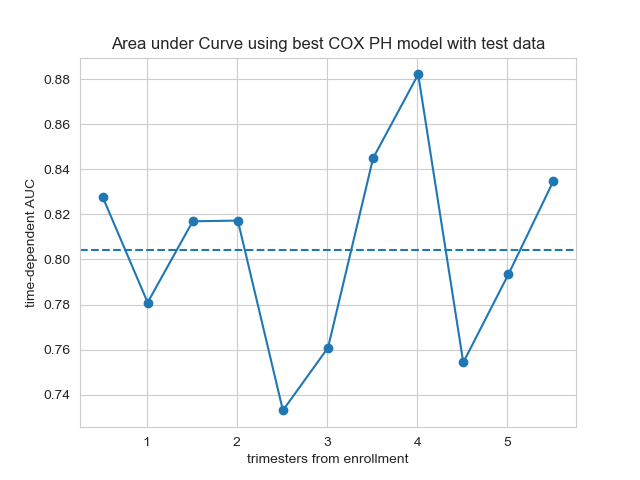 Area under Curve using best COX PH model with test data
time-dependent AUC
0.88
0.86
0.84
0.82
0.80
0.78
0.76
0.74
1 2 3 4 5
trimesters from enrollment